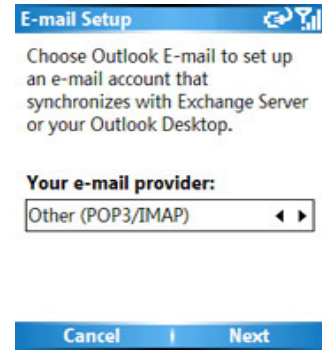 E-mail Setup
Choose Outlook E-mail to set up
an e-mail account that
synchronizes with Exchange Server
or your Outlook Desktop.
Your e-mail provider:
Other (POP3/IMAP)
Cancel
Next